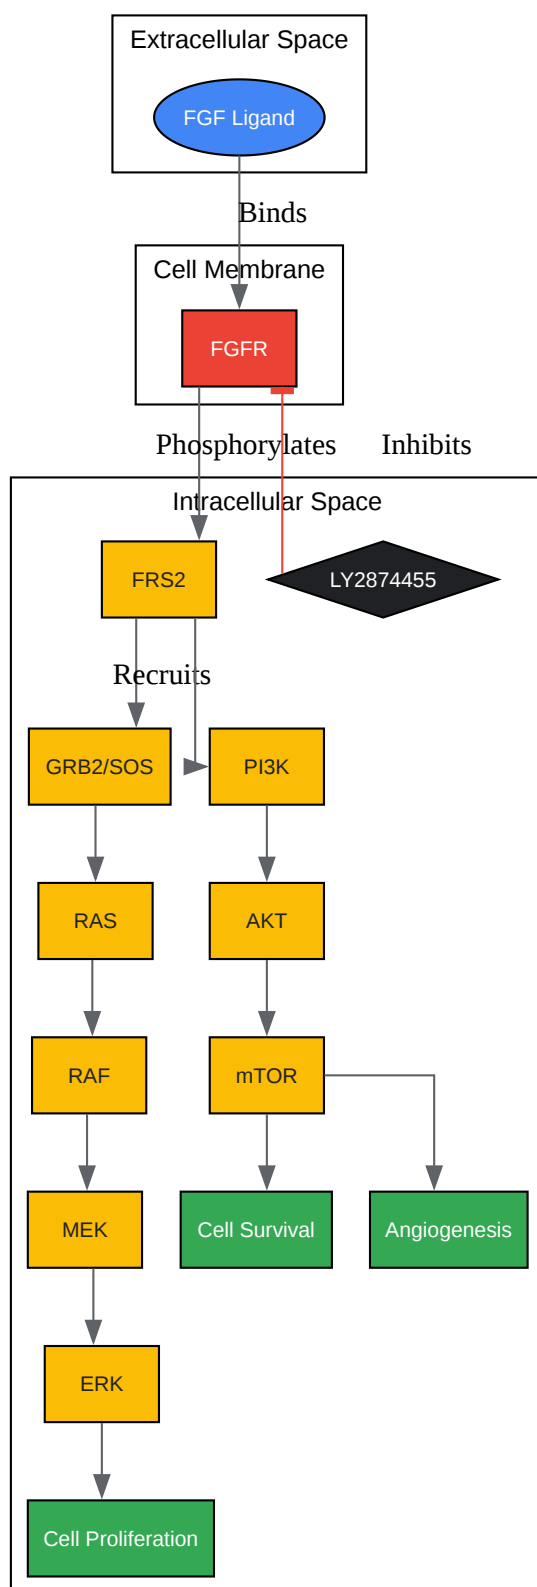 Extracellular Space
FGF Ligand
Binds
Cell Membrane
FGFR
Phosphorylates
Inhibits
Intracellular Space
FRS2
LY2874455
Recruits
GRB2/SOS
PI3K
RAS
AKT
RAF
mTOR
MEK
Cell Survival
Angiogenesis
ERK
Cell Proliferation